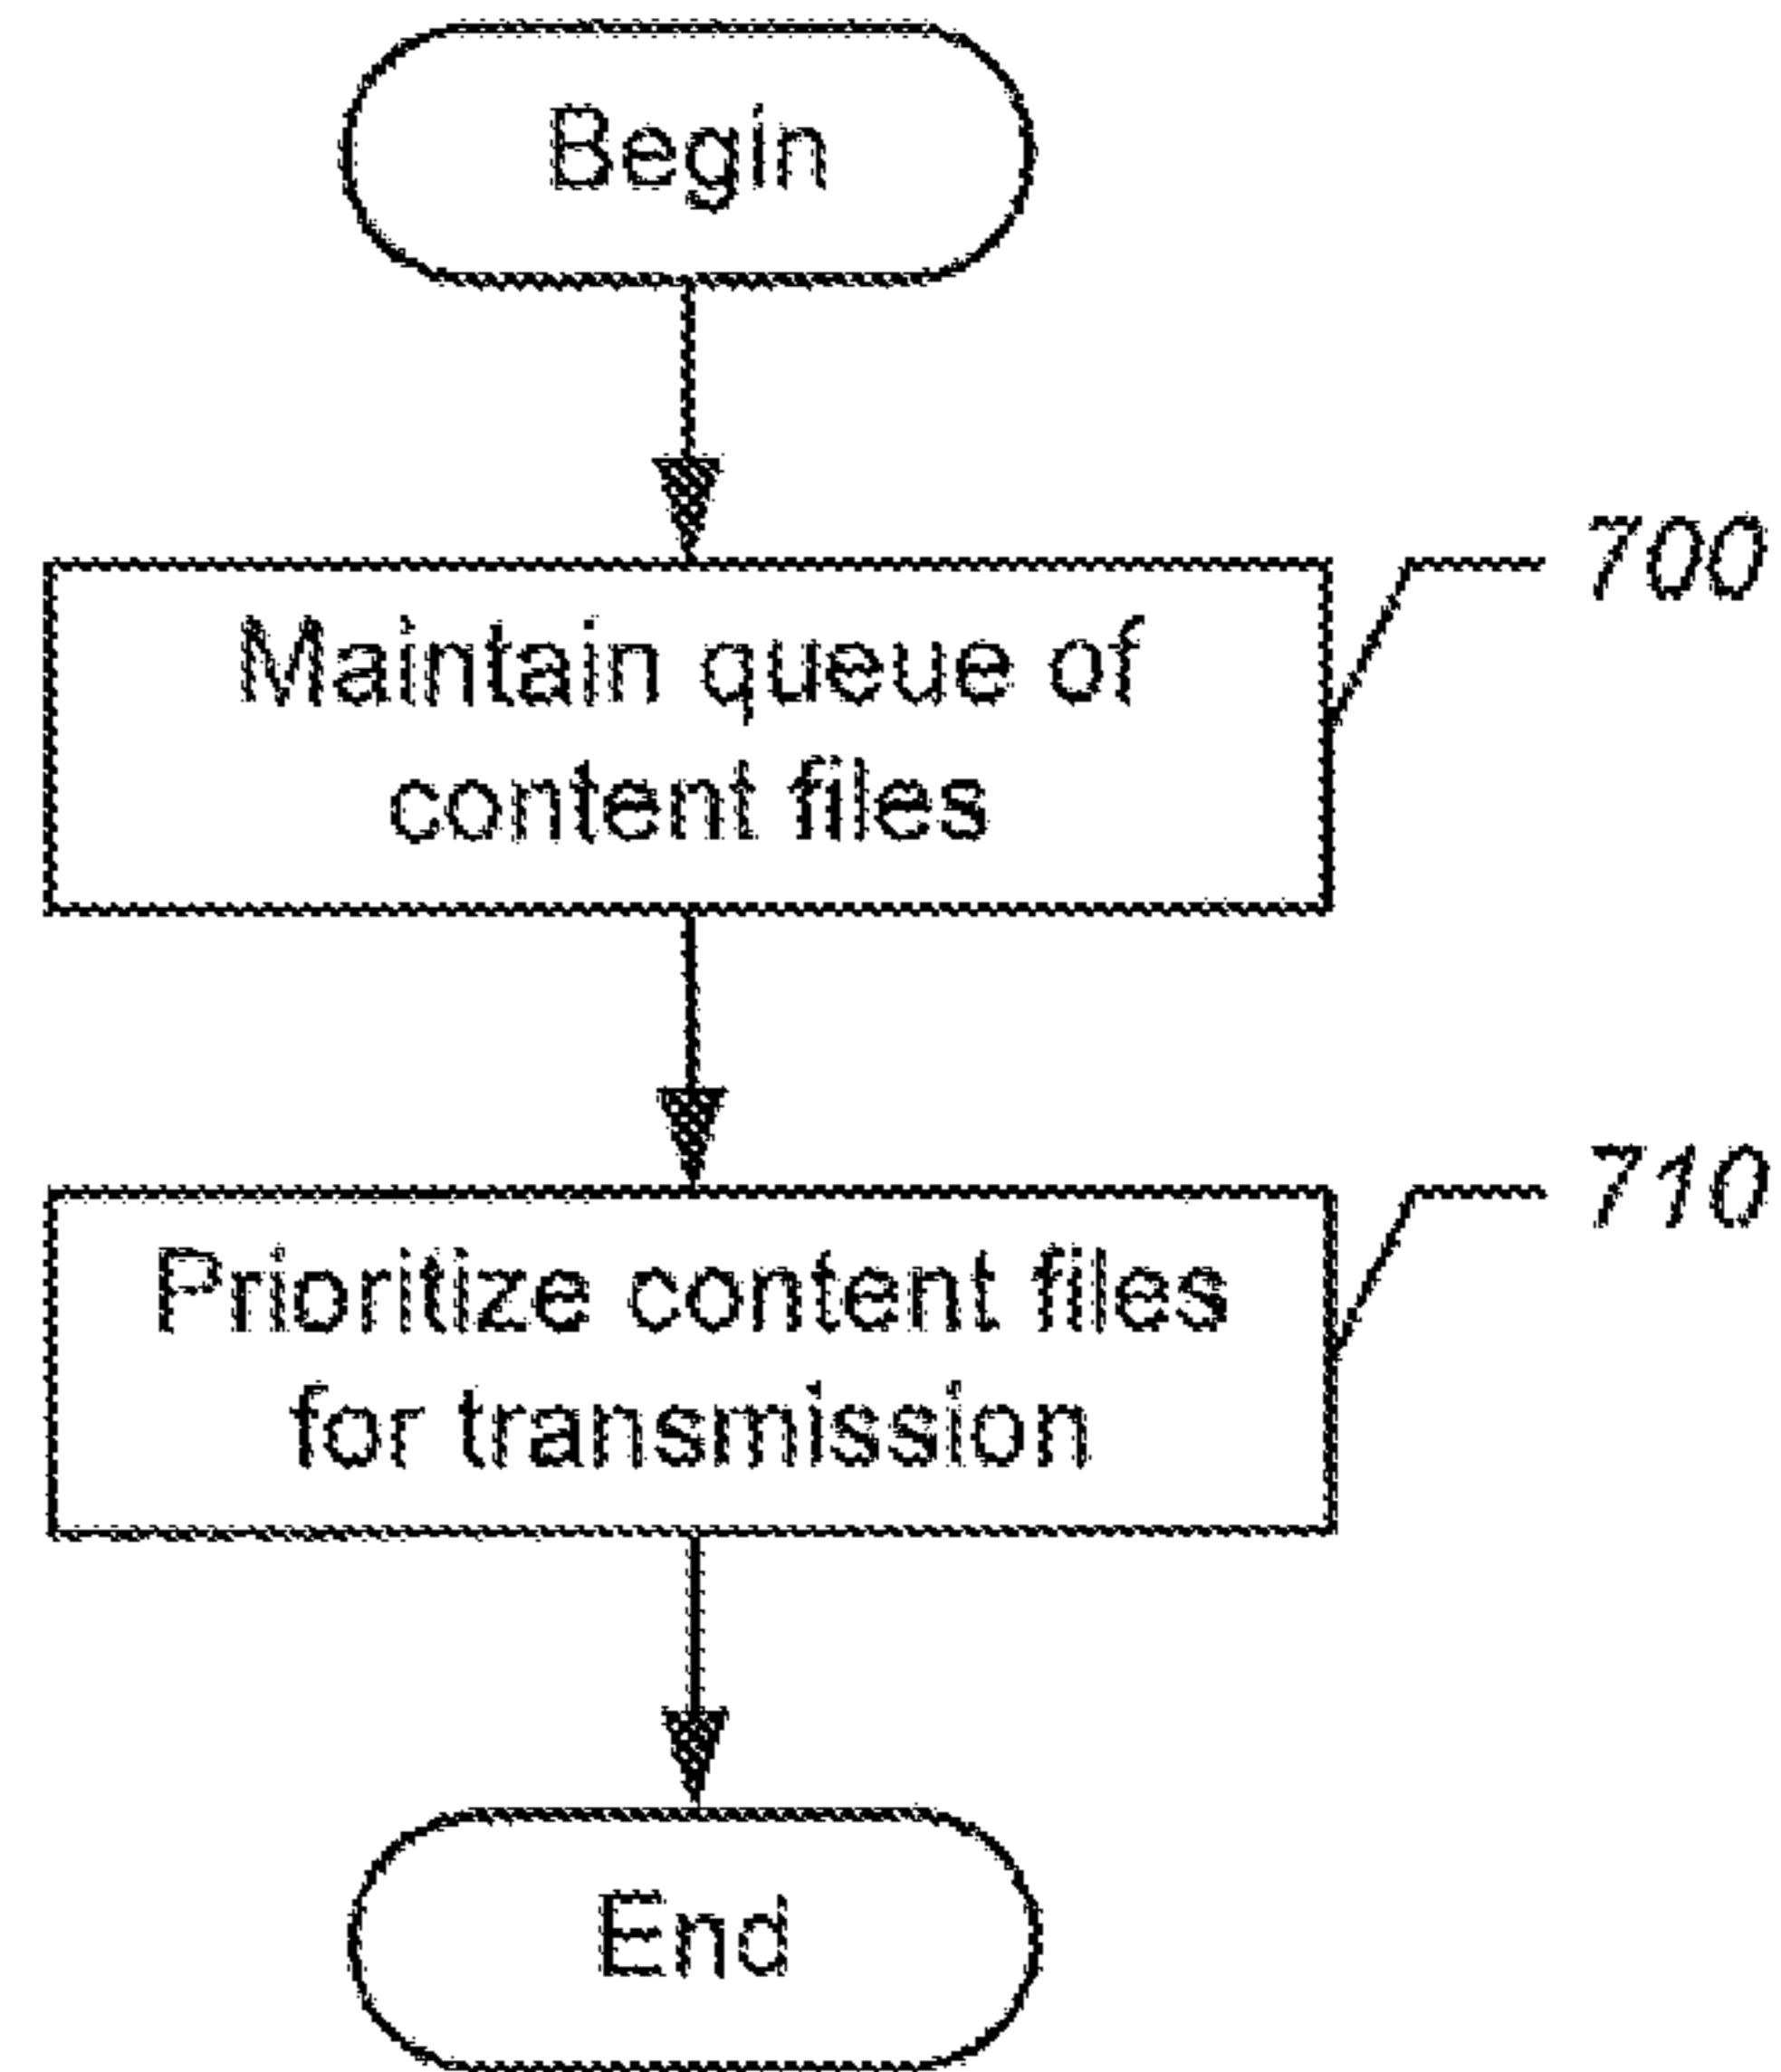 Begin
700
Maintain queue of
content files
710
Prioritize content files
for transmission
End